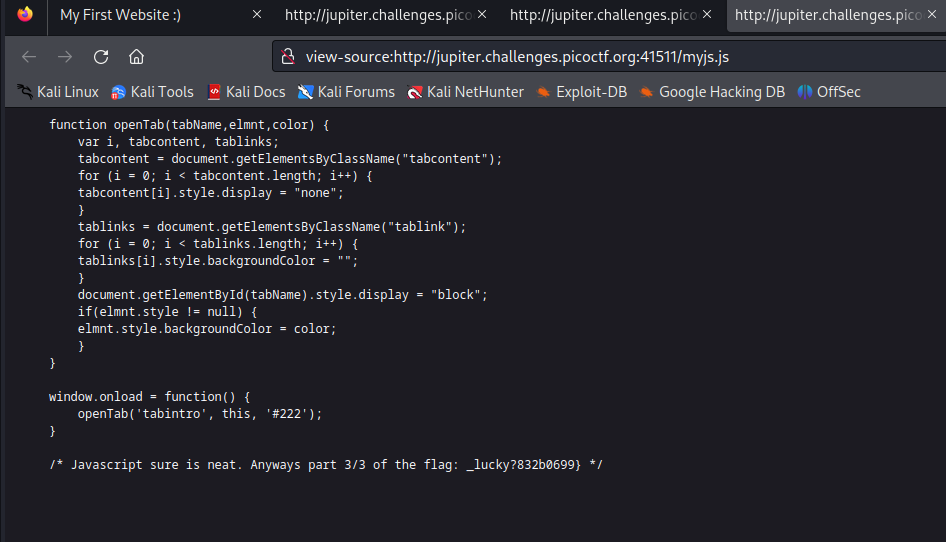 My First Website :)
http://jupiter.challenges.pico
http://jupiter.challenges.pico
http://jupiter.challenges.pico
view-source:http://jupiter.challenges.picoctf.org:41511/myjs.js
Kali Linux Kali Tools Kali Docs Kali Forums Kali NetHunter Exploit-DB Google Hacking DB OffSec
function openTab(tabName,elmnt,color) {
    var i, tabcontent, tablinks;
    tabcontent = document.getElementsByClassName("tabcontent");
    for (i = 0; i < tabcontent.length; i++) {
    tabcontent[i].style.display = "none";
    }
    tablinks = document.getElementsByClassName("tablink");
    for (i = 0; i < tablinks.length; i++) {
    tablinks[i].style.backgroundColor = "";
    }
    document.getElementById(tabName).style.display = "block";
    if(elmnt.style != null) {
    elmnt.style.backgroundColor = color;
    }
}
window.onload = function() {
    openTab('tabintro', this, '#222');
}
/* Javascript sure is neat. Anyways part 3/3 of the flag: _lucky?832b0699} */